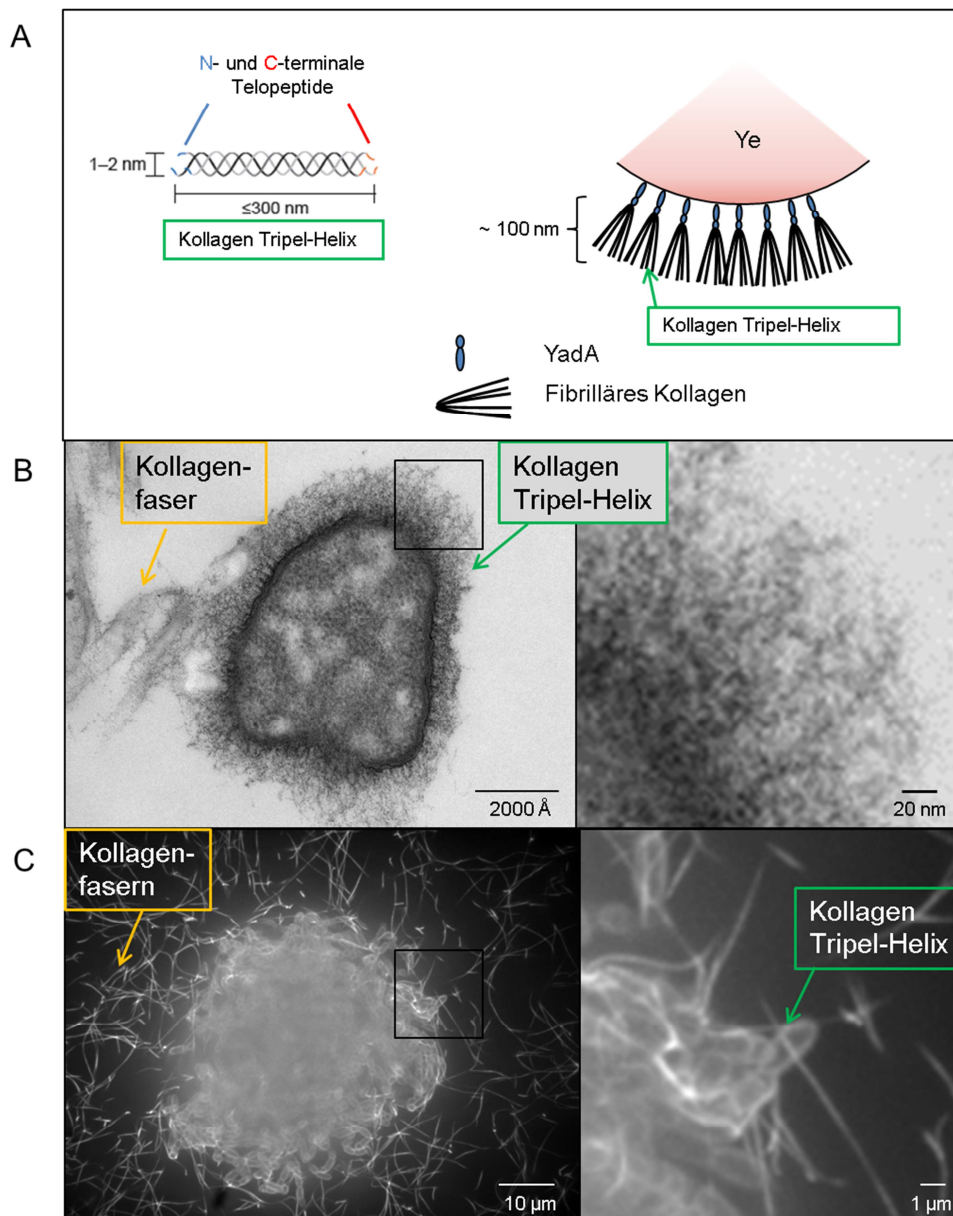 A
N- und C-terminale
Telopeptide
1–2 nm
≤300 nm
Kollagen Tripel-Helix
Ye
~ 100 nm
Kollagen Tripel-Helix
YadA
Fibrilläres Kollagen
B
Kollagen-
faser
Kollagen
Tripel-Helix
2000 Å
20 nm
C
Kollagen-
fasern
Kollagen
Tripel-Helix
10 µm
1 µm